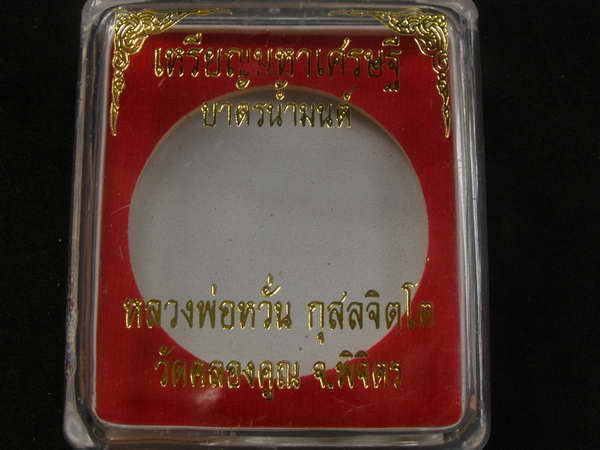 เหรียญมหาเศรษฐี
บาตรน้ำมนต์
หลวงพ่อหวั่น กุสลจิตโต
วัดคลองคูณ จ.พิจิตร